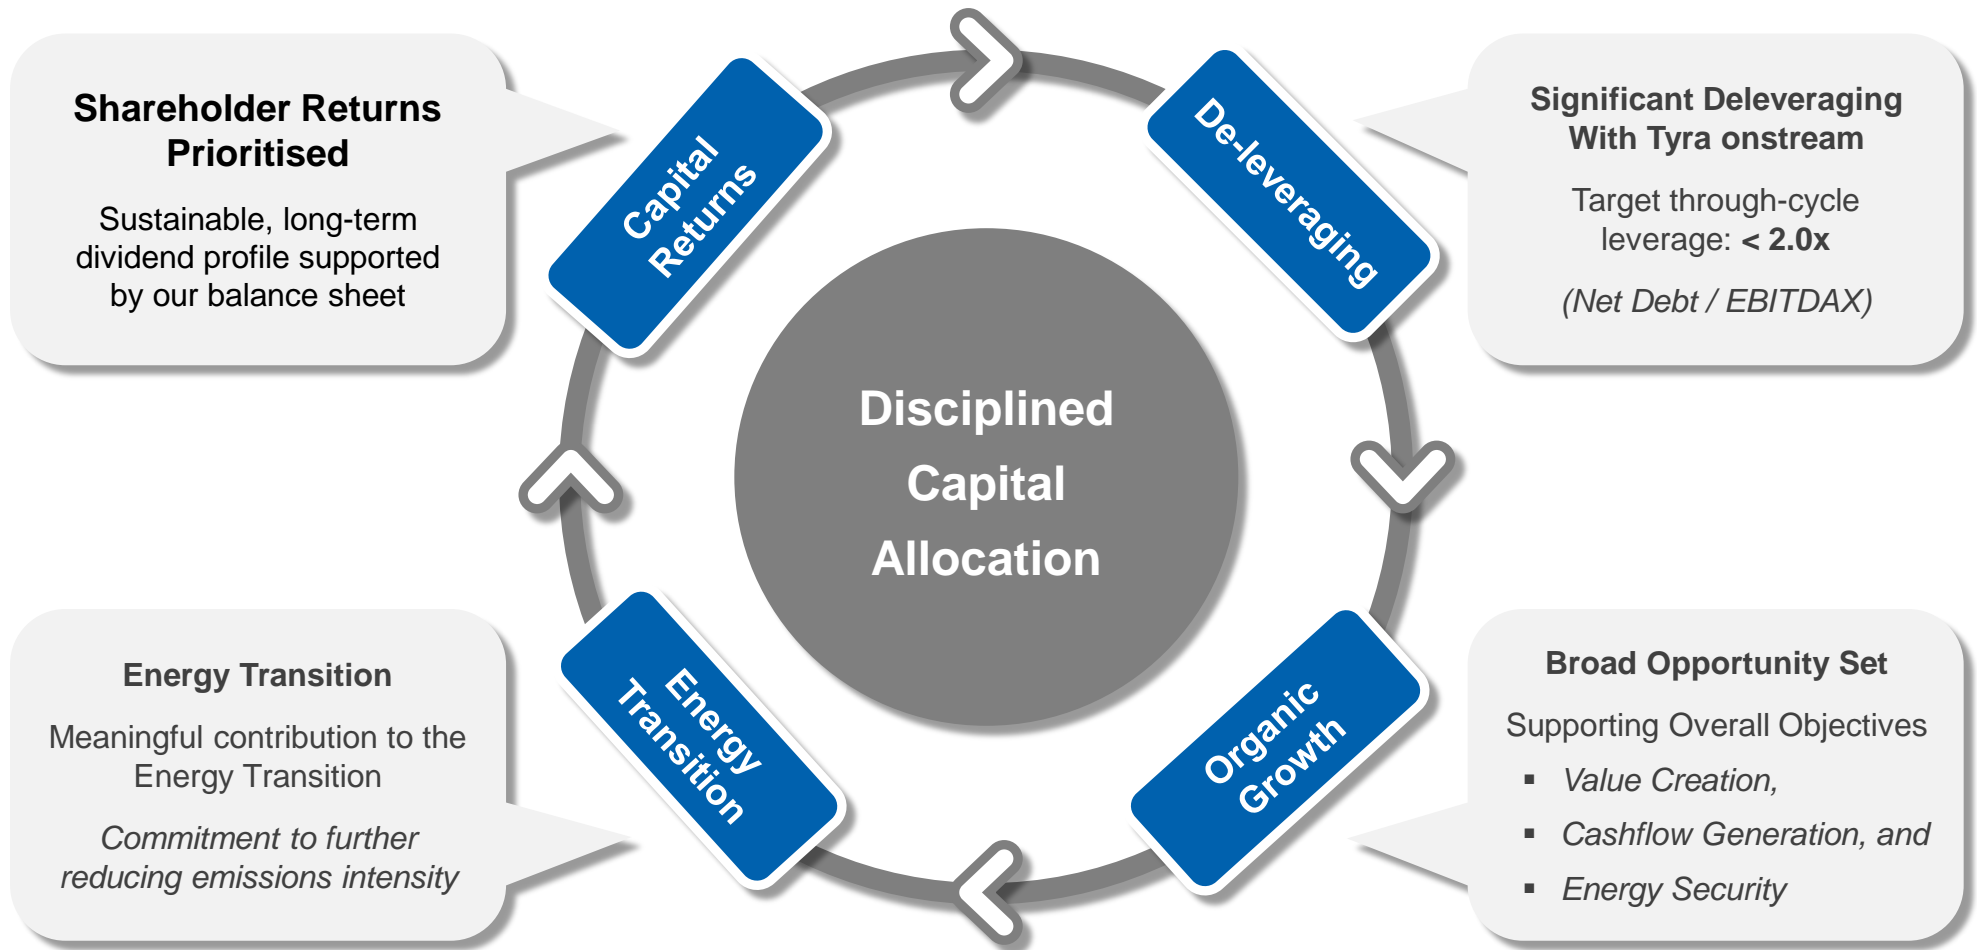 Shareholder Returns
Prioritised
Sustainable, long-term
dividend profile supported
by our balance sheet
Capital
Returns
De-leveraging
Significant Deleveraging
With Tyra onstream
Target through-cycle
leverage: < 2.0x
(Net Debt / EBITDAX)
Disciplined
Capital
Allocation
Energy Transition
Meaningful contribution to the
Energy Transition
Commitment to further
reducing emissions intensity
Energy
Transition
Organic
Growth
Broad Opportunity Set
Supporting Overall Objectives
▪ Value Creation,
▪ Cashflow Generation, and
▪ Energy Security